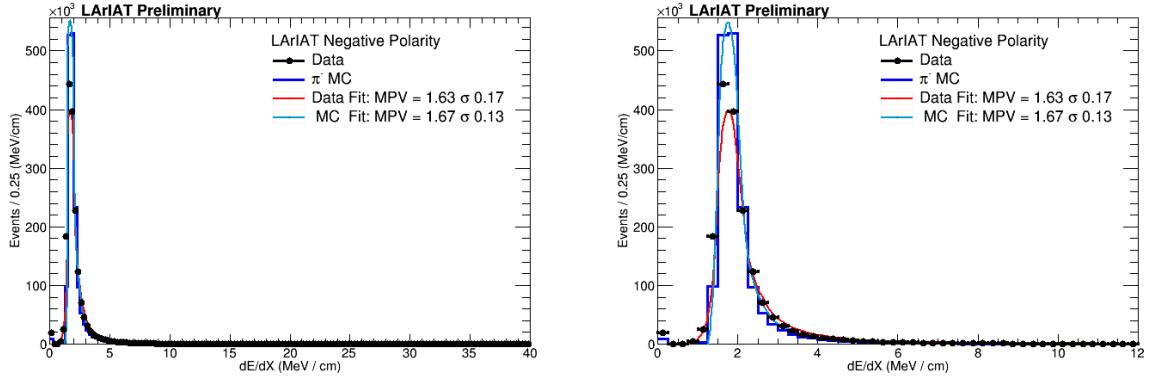 ×10³ LArIAT Preliminary
LArIAT Negative Polarity
Data
π⁻ MC
Data Fit: MPV = 1.63 σ 0.17
MC Fit: MPV = 1.67 σ 0.13
Events / 0.25 (MeV/cm)
500
400
300
200
100
0
0 5 10 15 20 25 30 35 40
dE/dX (MeV / cm)
×10³ LArIAT Preliminary
LArIAT Negative Polarity
Data
π⁻ MC
Data Fit: MPV = 1.63 σ 0.17
MC Fit: MPV = 1.67 σ 0.13
Events / 0.25 (MeV/cm)
500
400
300
200
100
0
0 2 4 6 8 10 12
dE/dX (MeV / cm)